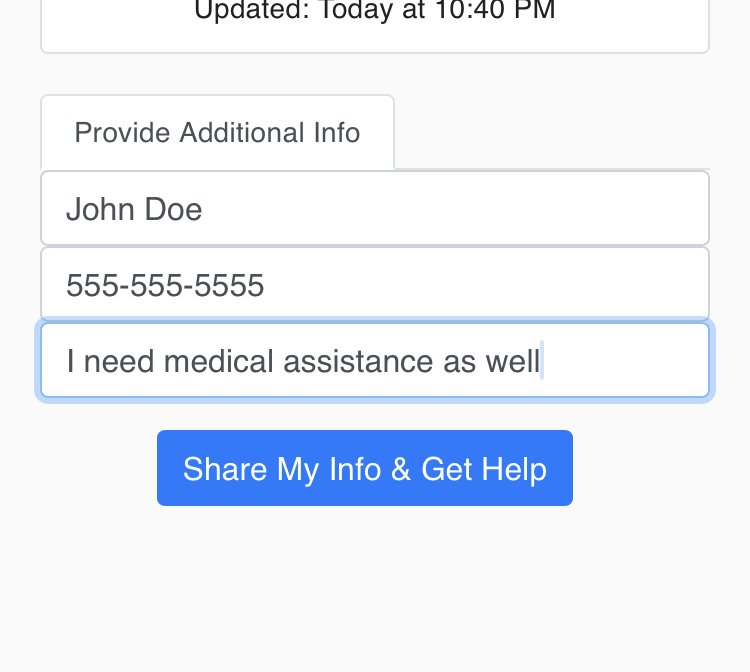 Updated: Today at 10:40 PM
Provide Additional Info
John Doe
555-555-5555
I need medical assistance as well
Share My Info & Get Help